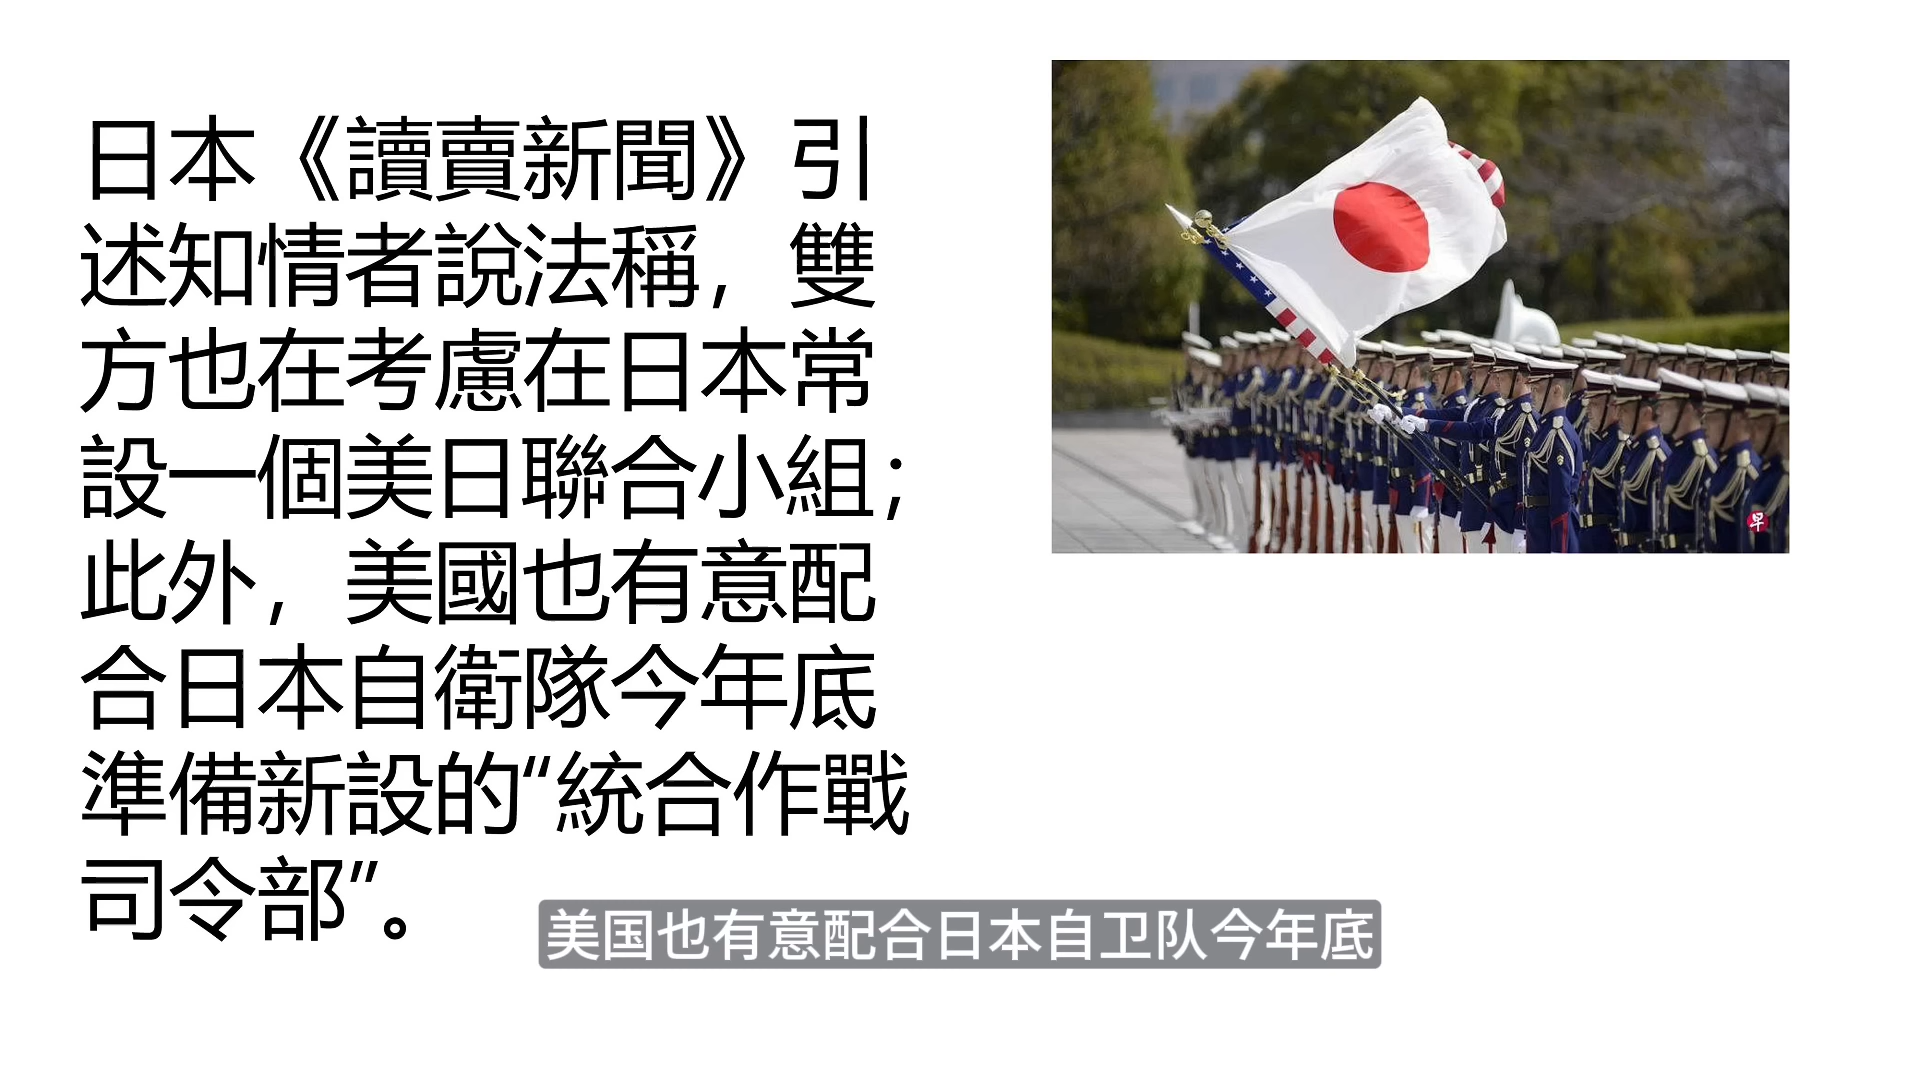 日本《讀賣新聞》引
述知情者說法稱，雙
方也在考慮在日本常
設一個美日聯合小組；
此外，美國也有意配
合日本自衛隊今年底
準備新設的“統合作戰
司令部”。
美国也有意配合日本自卫队今年底
早